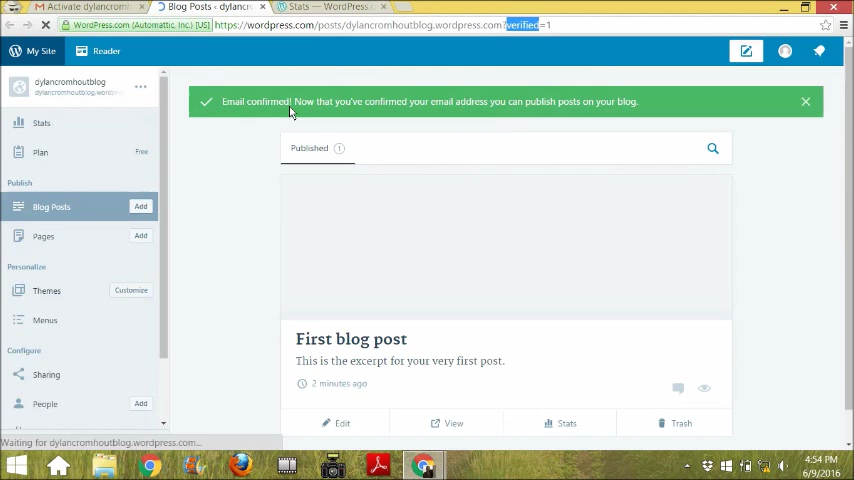 Activate dylancromh
Blog Posts - dylancrom
Stats — WordPress.c
WordPress.com (Automattic, Inc.) [US]
https://wordpress.com/posts/dylancromhoutblog.wordpress.com?verified=1
My Site
Reader
dylancromhoutblog
dylancromhoutblog.wordpress
Email confirmed! Now that you've confirmed your email address you can publish posts on your blog.
Stats
Published 1
Plan
Free
Publish
Blog Posts
Add
Pages
Add
Personalize
Themes
Customize
Menus
First blog post
Configure
This is the excerpt for your very first post.
Sharing
2 minutes ago
People
Add
Edit
View
Stats
Trash
Waiting for dylancromhoutblog.wordpress.com...
4:54 PM
6/9/2016